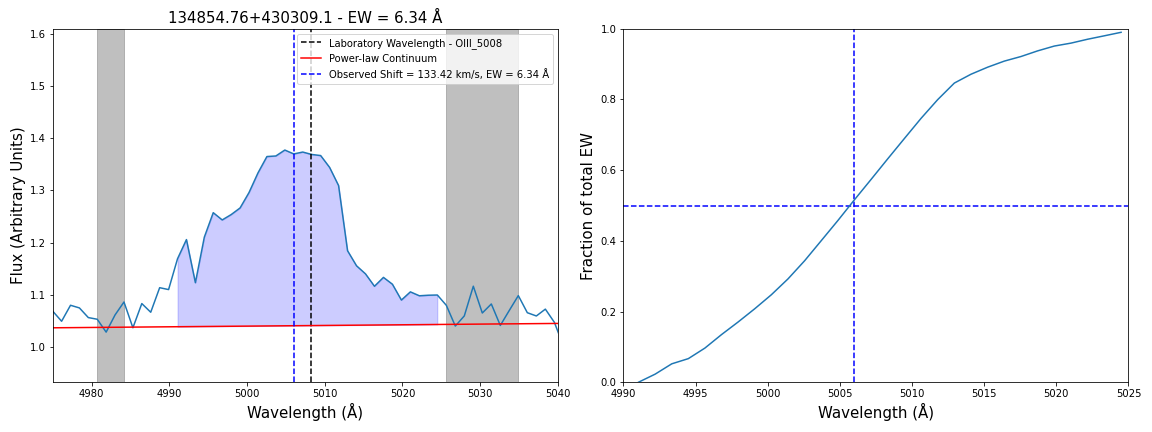 134854.76+430309.1 - EW = 6.34 Å
Laboratory Wavelength - OIII_5008
Power-law Continuum
Observed Shift = 133.42 km/s, EW = 6.34 Å
Flux (Arbitrary Units)
1.6
1.5
1.4
1.3
1.2
1.1
1.0
4980 4990 5000 5010 5020 5030 5040
Wavelength (Å)
Fraction of total EW
1.0
0.8
0.6
0.4
0.2
0.0
4990 4995 5000 5005 5010 5015 5020 5025
Wavelength (Å)